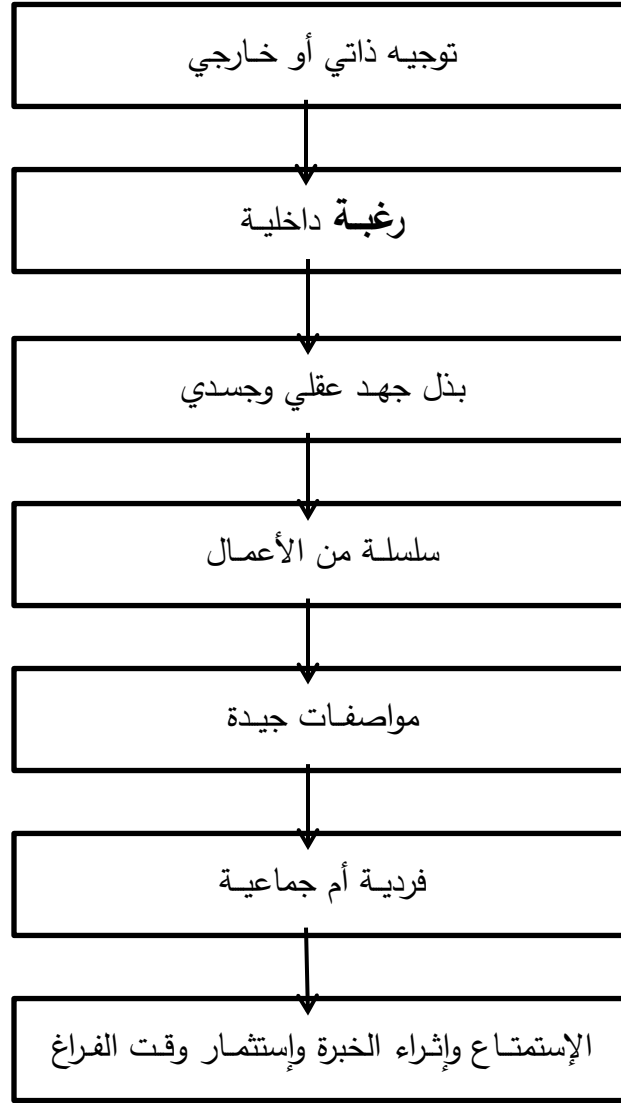 توجيه ذاتي أو خارجي
رغبة داخلية
بذل جهد عقلي وجسدي
سلسلة من الأعمال
مواصفات جيدة
فردية أم جماعية
الإستمتاع وإثراء الخبرة وإستثمار وقت الفراغ